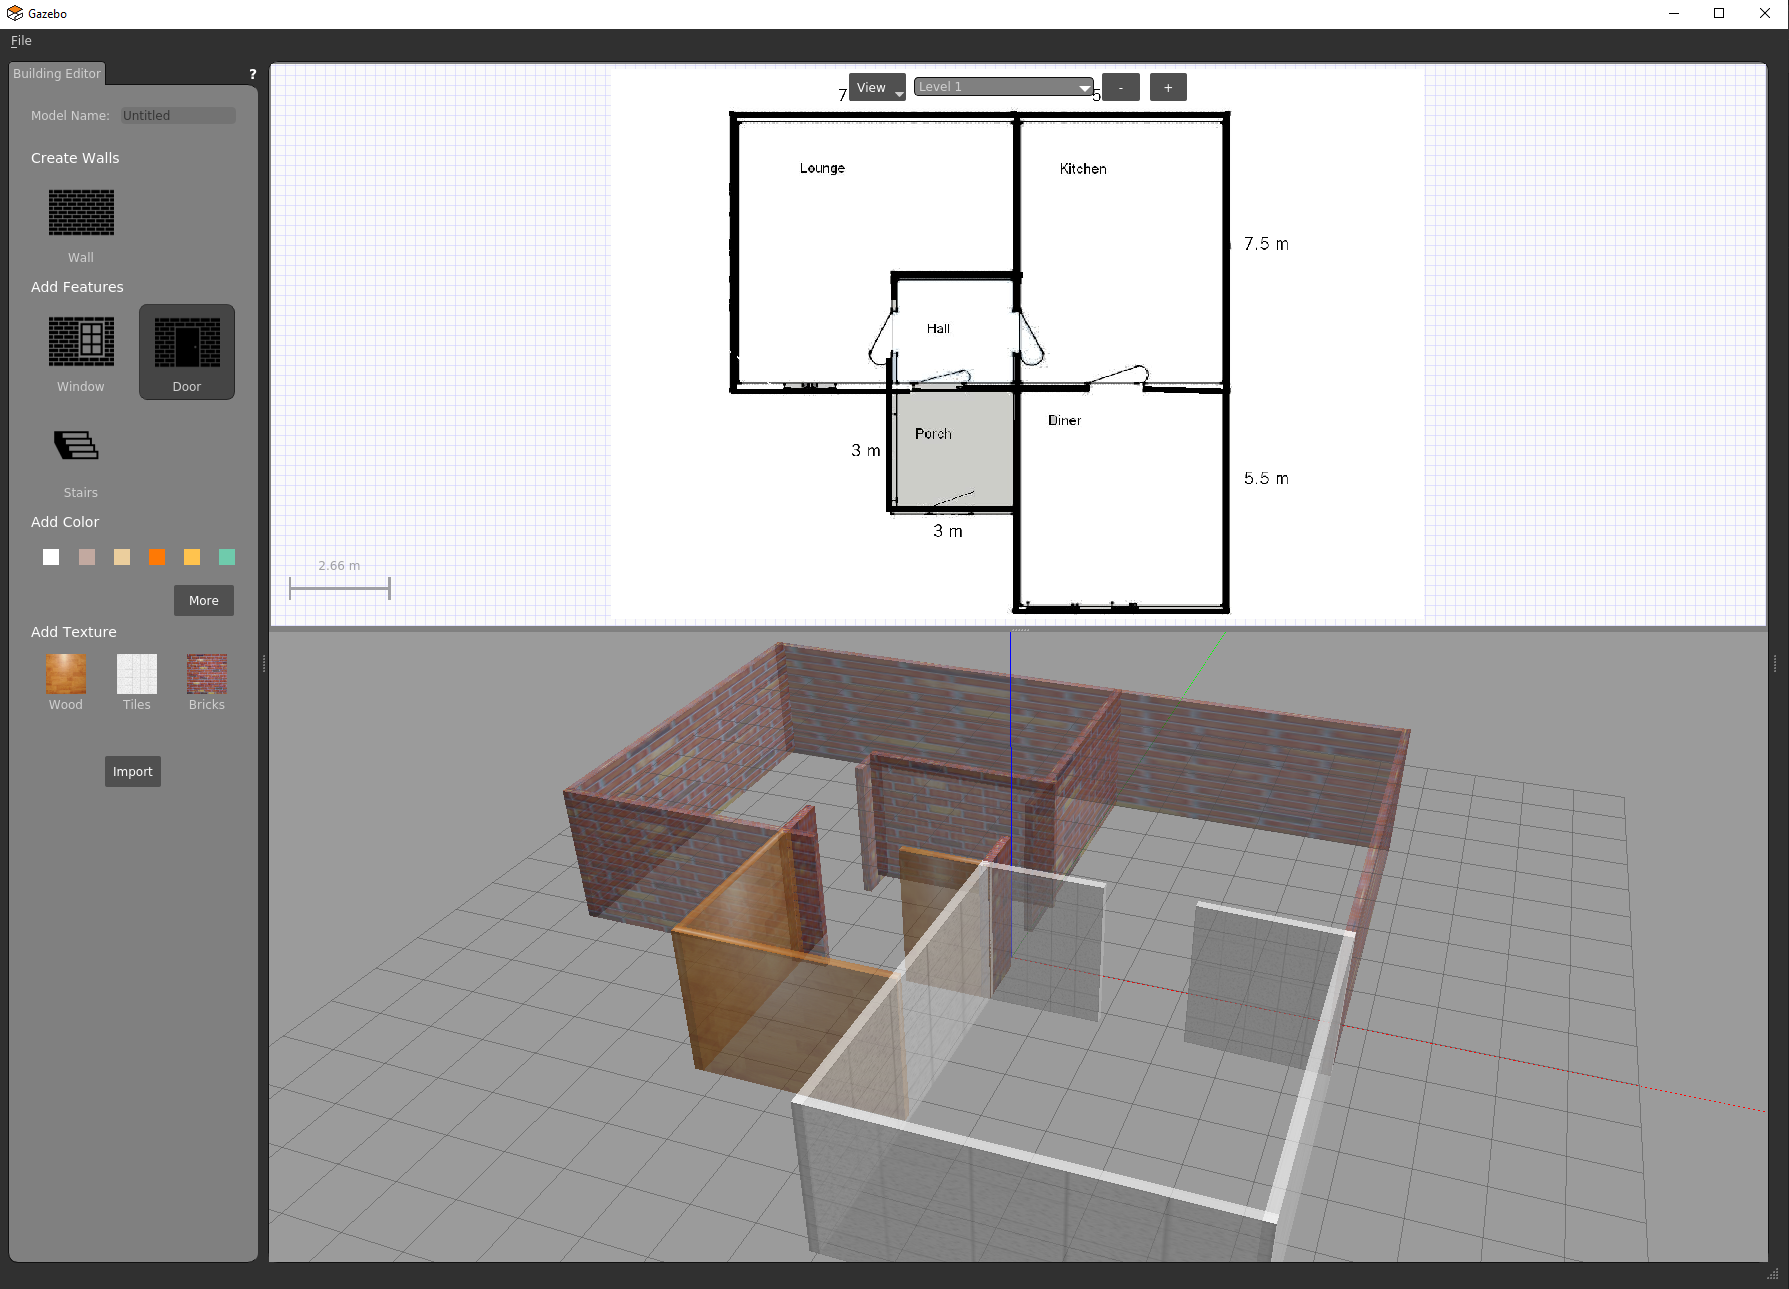 Gazebo
File
Building Editor
?
Model Name: Untitled
Create Walls
Wall
Add Features
Window
Door
Stairs
Add Color
More
Add Texture
Wood
Tiles
Bricks
Import
View
Level 1
-
+
7
5
Lounge
Kitchen
7.5 m
Hall
Diner
Porch
3 m
5.5 m
3 m
2.66 m